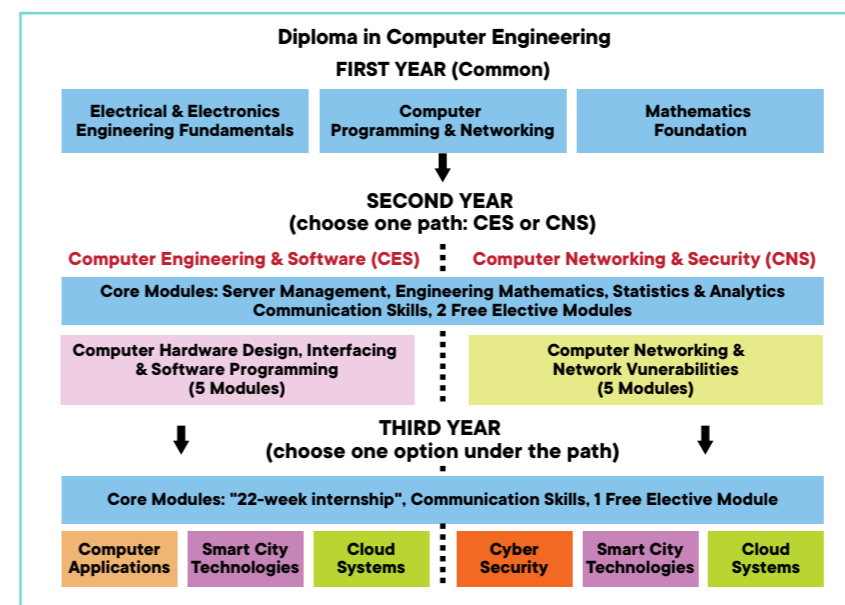 Diploma in Computer Engineering
FIRST YEAR (Common)
Electrical & Electronics
Engineering Fundamentals
Computer
Programming & Networking
Mathematics
Foundation
SECOND YEAR
(choose one path: CES or CNS)
Computer Engineering & Software (CES)
Computer Networking & Security (CNS)
Core Modules: Server Management, Engineering Mathematics, Statistics & Analytics
Communication Skills, 2 Free Elective Modules
Computer Hardware Design, Interfacing
& Software Programming
(5 Modules)
Computer Networking &
Network Vunerabilities
(5 Modules)
THIRD YEAR
(choose one option under the path)
Core Modules: "22-week internship", Communication Skills, 1 Free Elective Module
Computer
Applications
Smart City
Technologies
Cloud
Systems
Cyber
Security
Smart City
Technologies
Cloud
Systems